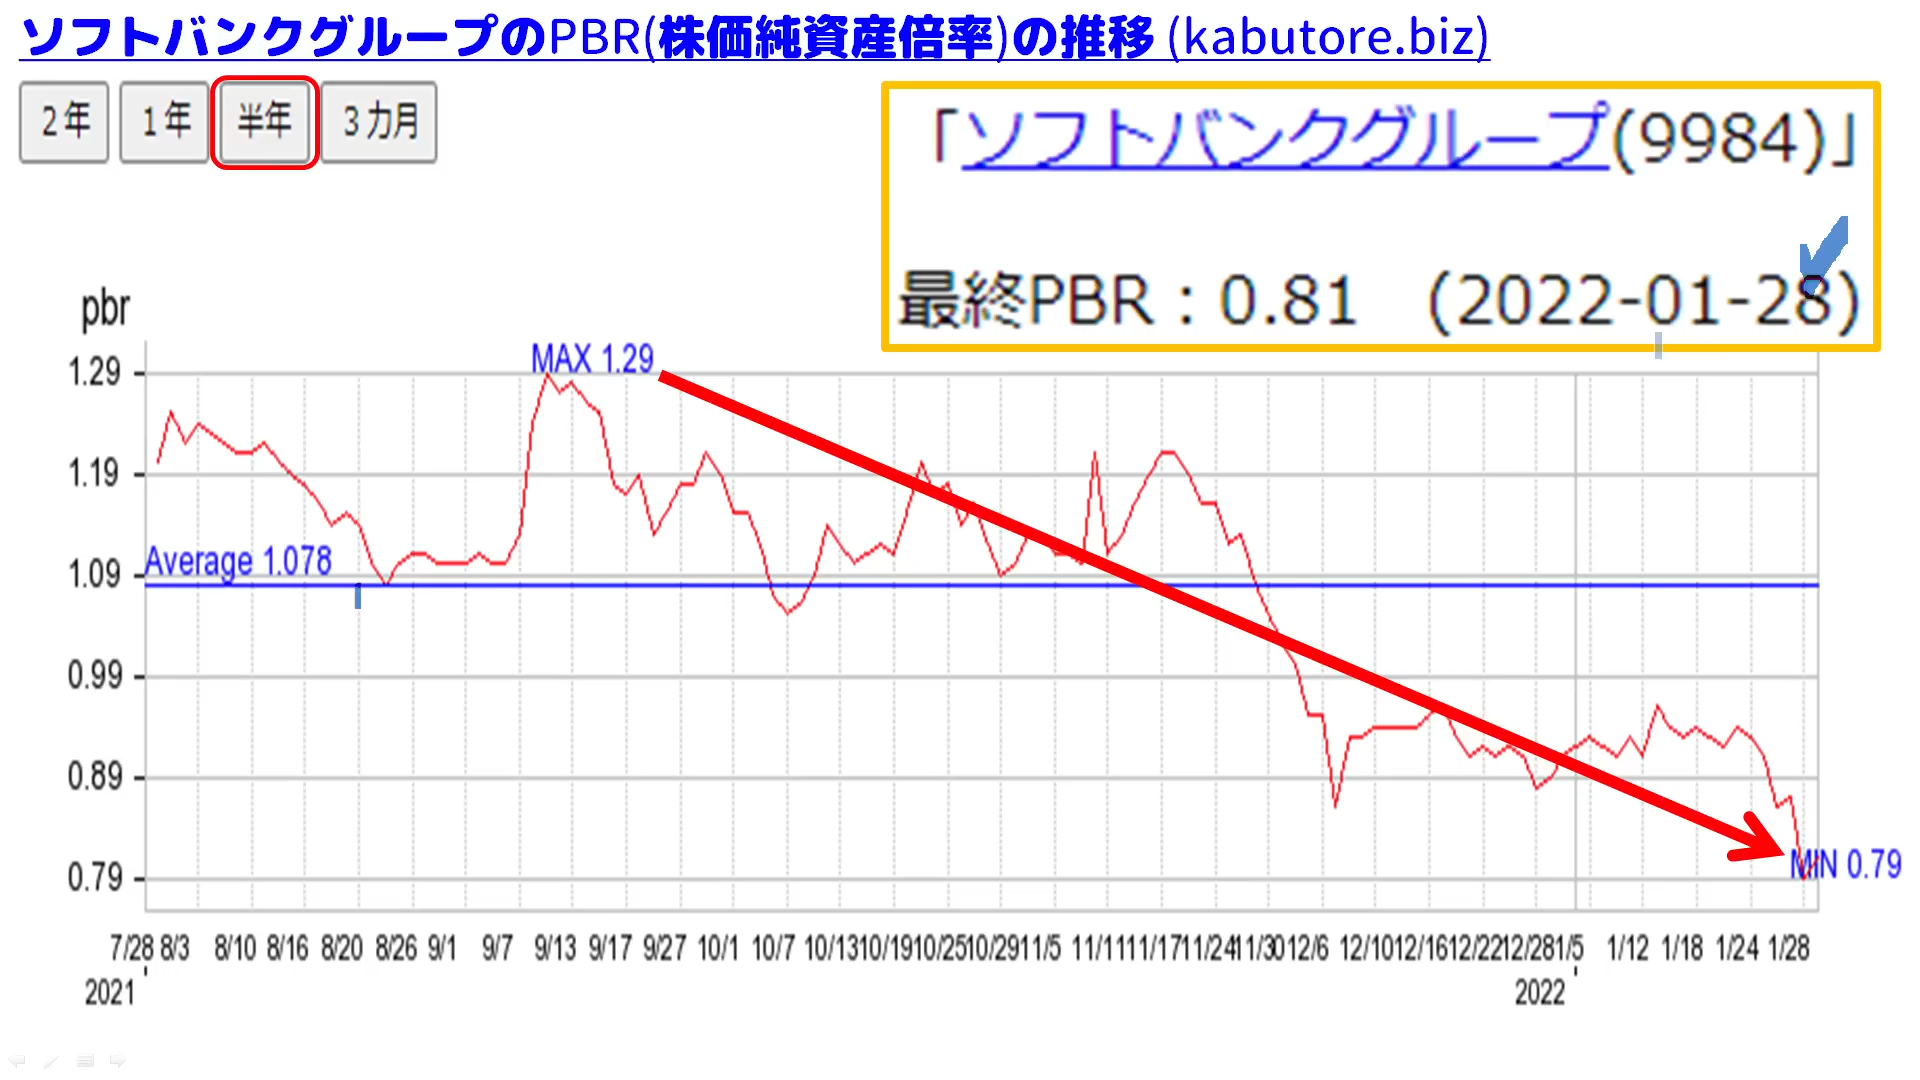 ソフトバンクグループのPBR(株価純資産倍率)の推移 (kabutore.biz)
2年 1年 半年 3カ月
「ソフトバンクグループ(9984)」
最終PBR：0.81 (2022-01-28)
pbr
MAX 1.29
1.29
1.19
Average 1.078
1.09
0.99
0.89
MIN 0.79
0.79
7/28 8/3 8/10 8/16 8/20 8/26 9/1 9/7 9/13 9/17 9/27 10/1 10/7 10/13 10/19 10/25 10/29 11/5 11/11 11/17 11/24 11/30 12/6 12/10 12/16 12/22 12/28 1/5 1/12 1/18 1/24 1/28
2021 2022